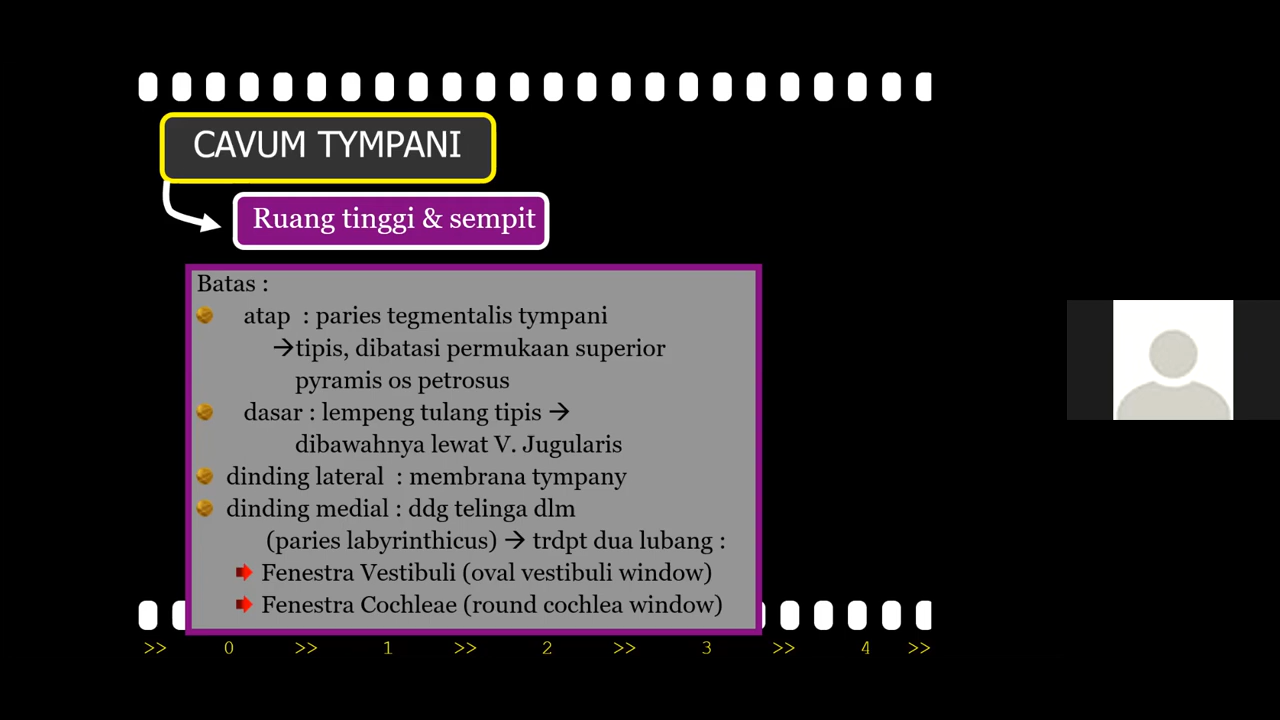 CAVUM TYMPANI
Ruang tinggi & sempit
Batas :
atap : paries tegmentalis tympani
→tipis, dibatasi permukaan superior
pyramis os petrosus
dasar : lempeng tulang tipis →
dibawahnya lewat V. Jugularis
dinding lateral : membrana tympany
dinding medial : ddg telinga dlm
(paries labyrinthicus) → trdpt dua lubang :
Fenestra Vestibuli (oval vestibuli window)
Fenestra Cochleae (round cochlea window)
>> 0 >> 1 >> 2 >> 3 >> 4 >>